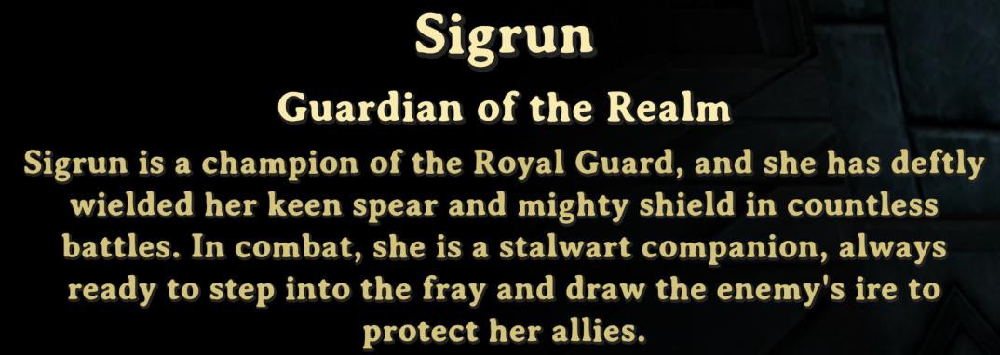 Sigrun
Guardian of the Realm
Sigrun is a champion of the Royal Guard, and she has deftly
wielded her keen spear and mighty shield in countless
battles. In combat, she is a stalwart companion, always
ready to step into the fray and draw the enemy's ire to
protect her allies.